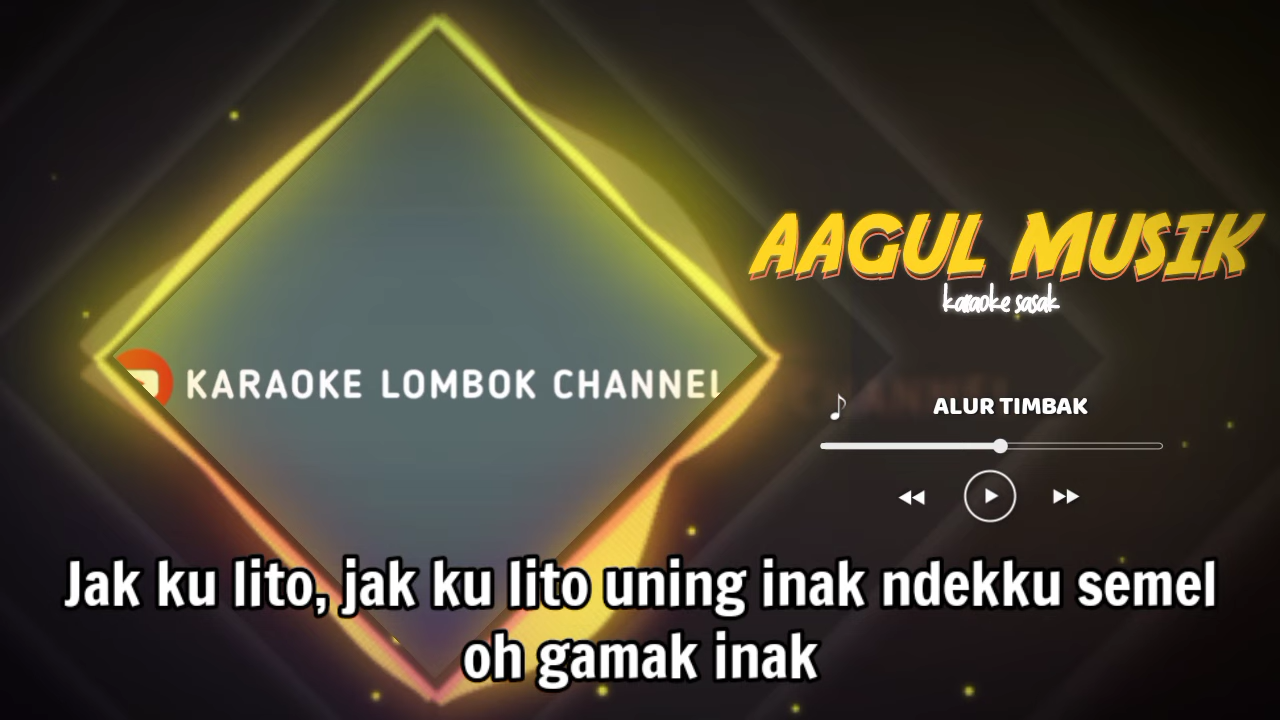 AAGUL MUSIK
karaoke sasak
KARAOKE LOMBOK CHANNEL
ALUR TIMBAK
Jak ku lito, jak ku lito uning inak ndekku semel
oh gamak inak